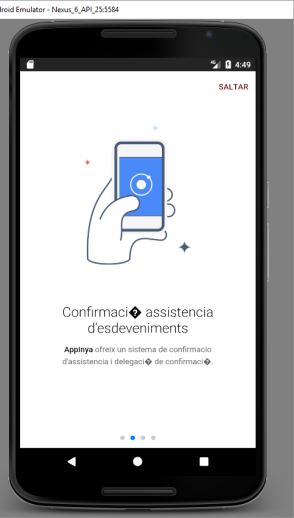 droid Emulator - Nexus_6_API_25:5584
4:49
SALTAR
Confirmaci� assistencia
d'esdeveniments
Appinya ofreix un sistema de confirmacio
d'assistencia i delegaci� de confirmaci�.